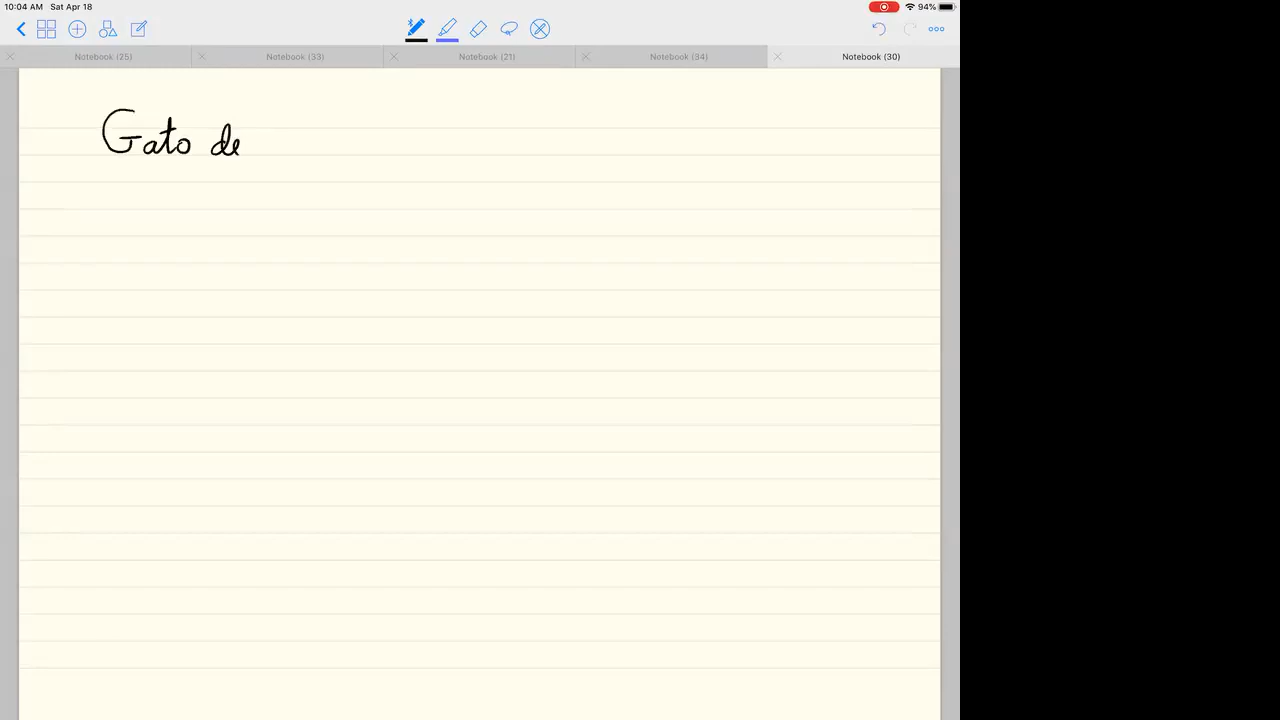 10:04 AM Sat Apr 18 94%
Notebook (25) Notebook (33) Notebook (21) Notebook (34) Notebook (30)
Gato de